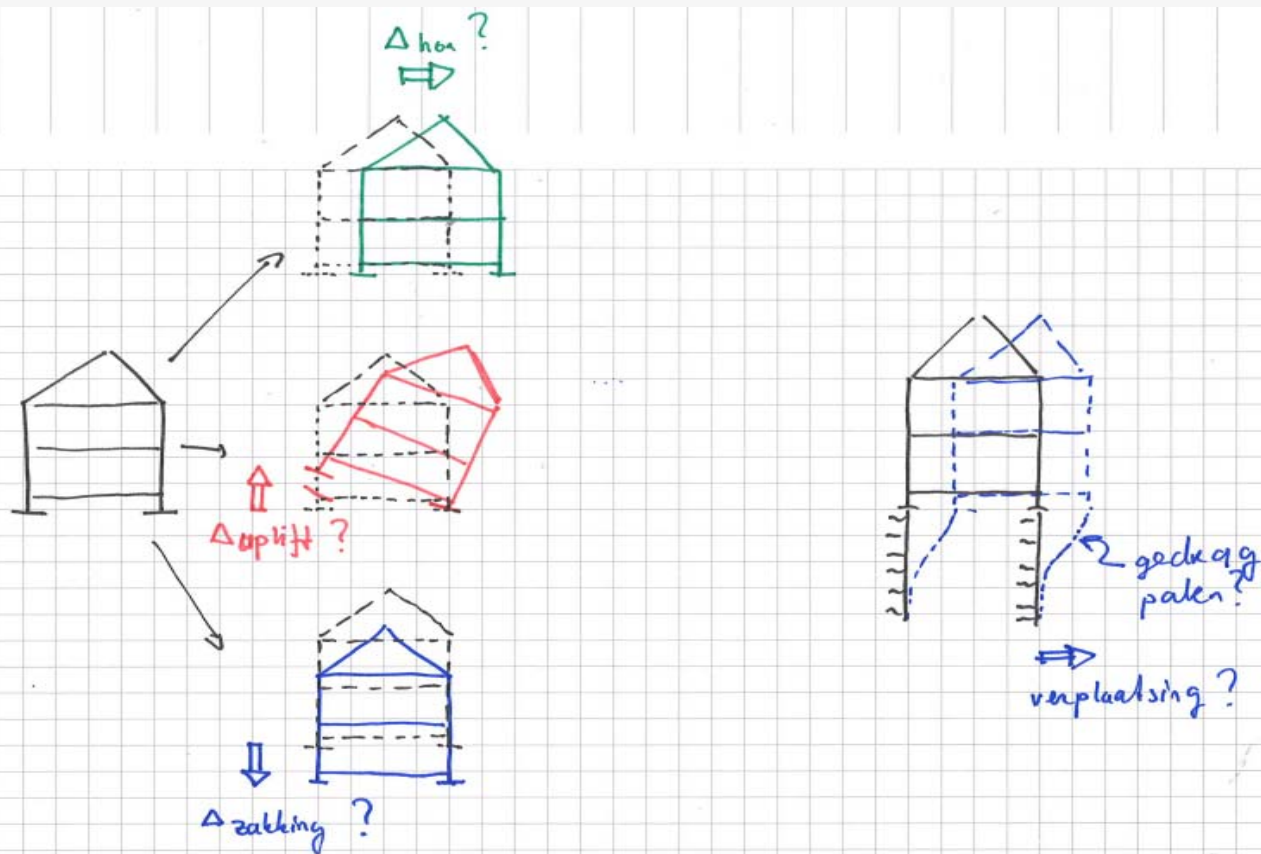 Δ hor ?
Δ uplift ?
Δ zakking ?
gedrag
palen?
verplaatsing ?